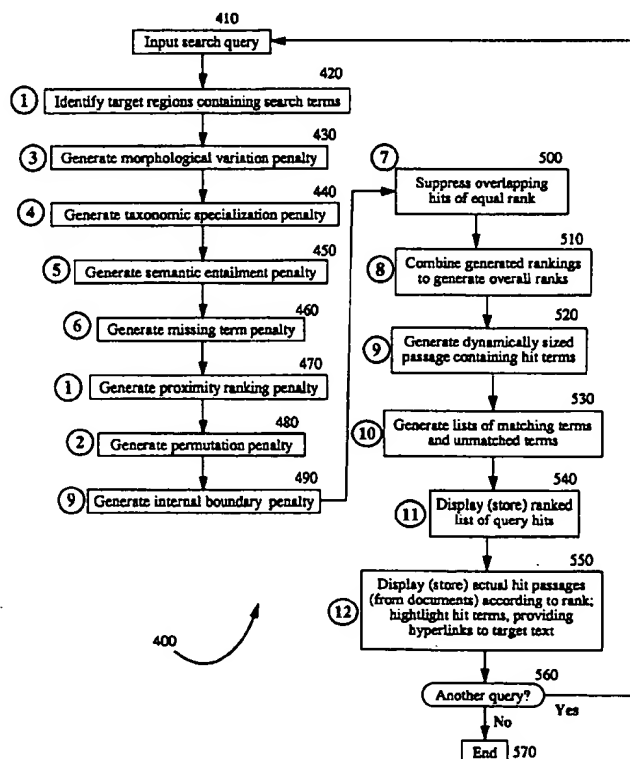 410
Input search query
420
1 Identify target regions containing search terms
430
3 Generate morphological variation penalty
440
4 Generate taxonomic specialization penalty
450
5 Generate semantic entailment penalty
460
6 Generate missing term penalty
470
1 Generate proximity ranking penalty
480
2 Generate permutation penalty
490
9 Generate internal boundary penalty
400
7
500
Suppress overlapping
hits of equal rank
510
8 Combine generated rankings
to generate overall ranks
520
9 Generate dynamically sized
passage containing hit terms
530
10 Generate lists of matching terms
and unmatched terms
540
11 Display (store) ranked
list of query hits
550
12 Display (store) actual hit passages
(from documents) according to rank;
hightlight hit terms, providing
hyperlinks to target text
560
Another query?
Yes
No
End 570